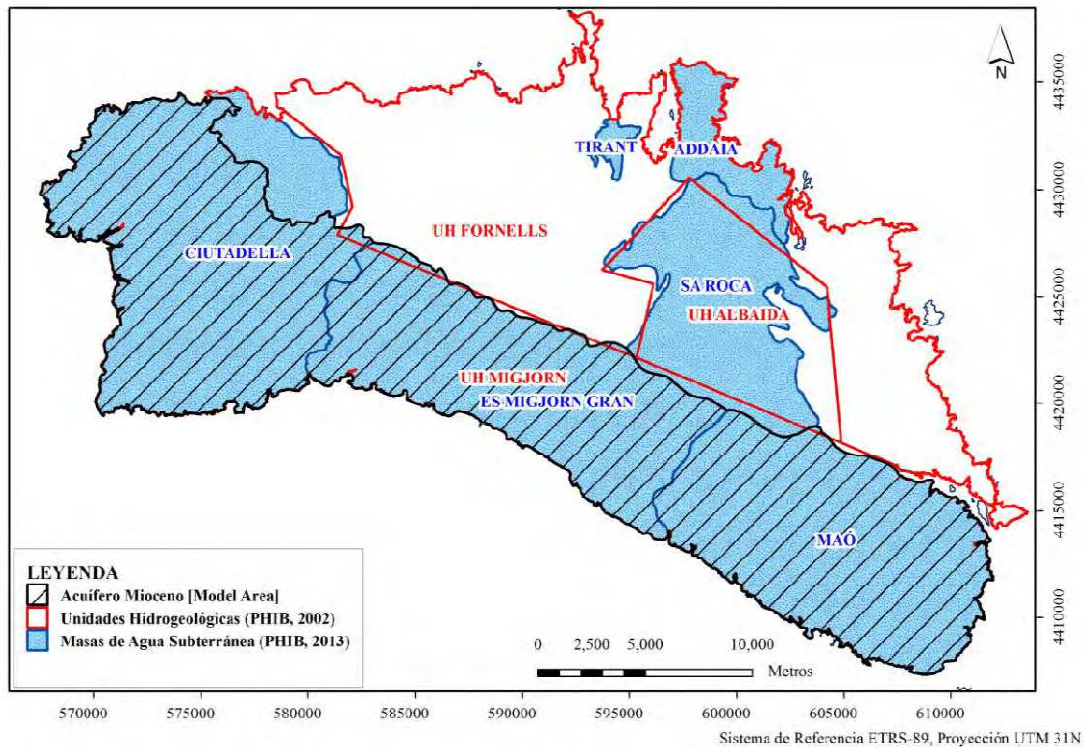 N
4435000
4430000
4425000
4420000
4415000
4410000
TIRANT
ADDAIA
UH FORNELLS
CIUTADELLA
SA ROCA
UH ALBAIDA
UH MIGJORN
ES MIGJORN GRAN
MAÓ
LEYENDA
Acuífero Mioceno [Model Area]
Unidades Hidrogeológicas (PHIB, 2002)
Masas de Agua Subterránea (PHIB, 2013)
0 2,500 5,000 10,000
Metros
570000 575000 580000 585000 590000 595000 600000 605000 610000
Sistema de Referencia ETRS-89, Proyección UTM 31N